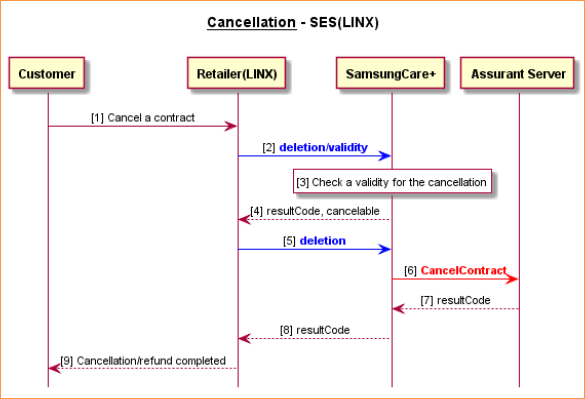 Cancellation - SES(LINX)
Customer
Retailer(LINX)
SamsungCare+
Assurant Server
[1] Cancel a contract
[2] deletion/validity
[3] Check a validity for the cancellation
[4] resultCode, cancelable
[5] deletion
[6] CancelContract
[7] resultCode
[8] resultCode
[9] Cancellation/refund completed